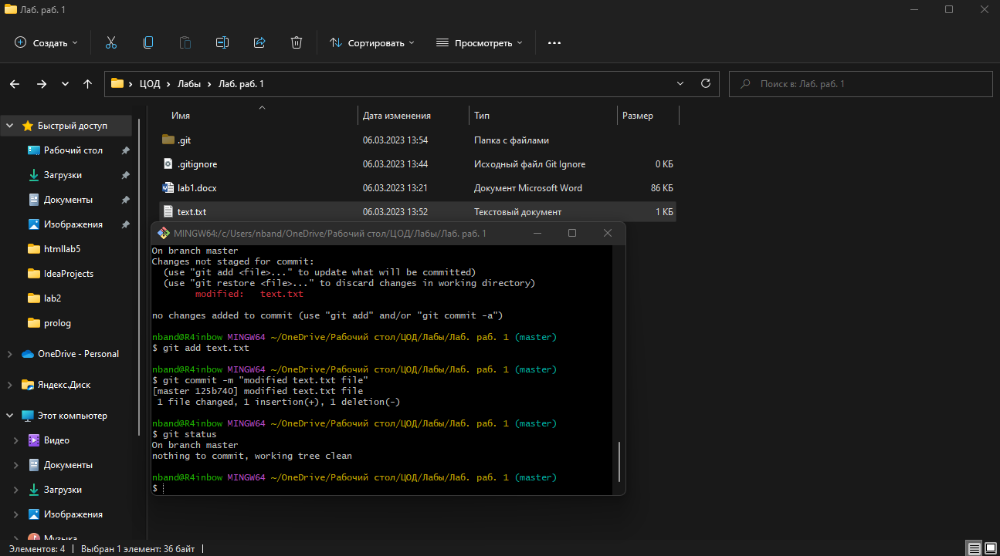 Лаб. раб. 1
Создать
Сортировать
Просмотреть
ЦОД > Лабы > Лаб. раб. 1
Поиск в: Лаб. раб. 1
Имя Дата изменения Тип Размер
.git 06.03.2023 13:54 Папка с файлами
.gitignore 06.03.2023 13:44 Исходный файл Git Ignore 0 КБ
lab1.docx 06.03.2023 13:21 Документ Microsoft Word 86 КБ
text.txt 06.03.2023 13:52 Текстовый документ 1 КБ
Быстрый доступ
Рабочий стол
Загрузки
Документы
Изображения
htmllab5
IdeaProjects
lab2
prolog
OneDrive - Personal
Яндекс.Диск
Этот компьютер
Видео
Документы
Загрузки
Изображения
Музыка
MINGW64:/c/Users/nband/OneDrive/Рабочий стол/ЦОД/Лабы/Лаб. раб. 1
On branch master
Changes not staged for commit:
(use "git add <file>..." to update what will be committed)
(use "git restore <file>..." to discard changes in working directory)
modified: text.txt
no changes added to commit (use "git add" and/or "git commit -a")
nband@R4inbow MINGW64 ~/OneDrive/Рабочий стол/ЦОД/Лабы/Лаб. раб. 1 (master)
$ git add text.txt
nband@R4inbow MINGW64 ~/OneDrive/Рабочий стол/ЦОД/Лабы/Лаб. раб. 1 (master)
$ git commit -m "modified text.txt file"
[master 125b740] modified text.txt file
1 file changed, 1 insertion(+), 1 deletion(-)
nband@R4inbow MINGW64 ~/OneDrive/Рабочий стол/ЦОД/Лабы/Лаб. раб. 1 (master)
$ git status
On branch master
nothing to commit, working tree clean
nband@R4inbow MINGW64 ~/OneDrive/Рабочий стол/ЦОД/Лабы/Лаб. раб. 1 (master)
$
Элементов: 4 | Выбран 1 элемент: 36 байт |